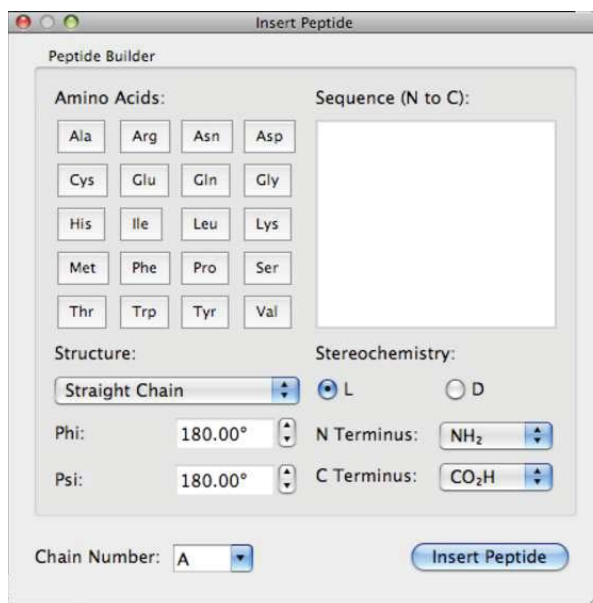 Insert Peptide
Peptide Builder
Amino Acids: Sequence (N to C):
Ala Arg Asn Asp
Cys Glu Gln Gly
His Ile Leu Lys
Met Phe Pro Ser
Thr Trp Tyr Val
Structure: Stereochemistry:
Straight Chain L D
Phi: 180.00° N Terminus: NH₂
Psi: 180.00° C Terminus: CO₂H
Chain Number: A Insert Peptide